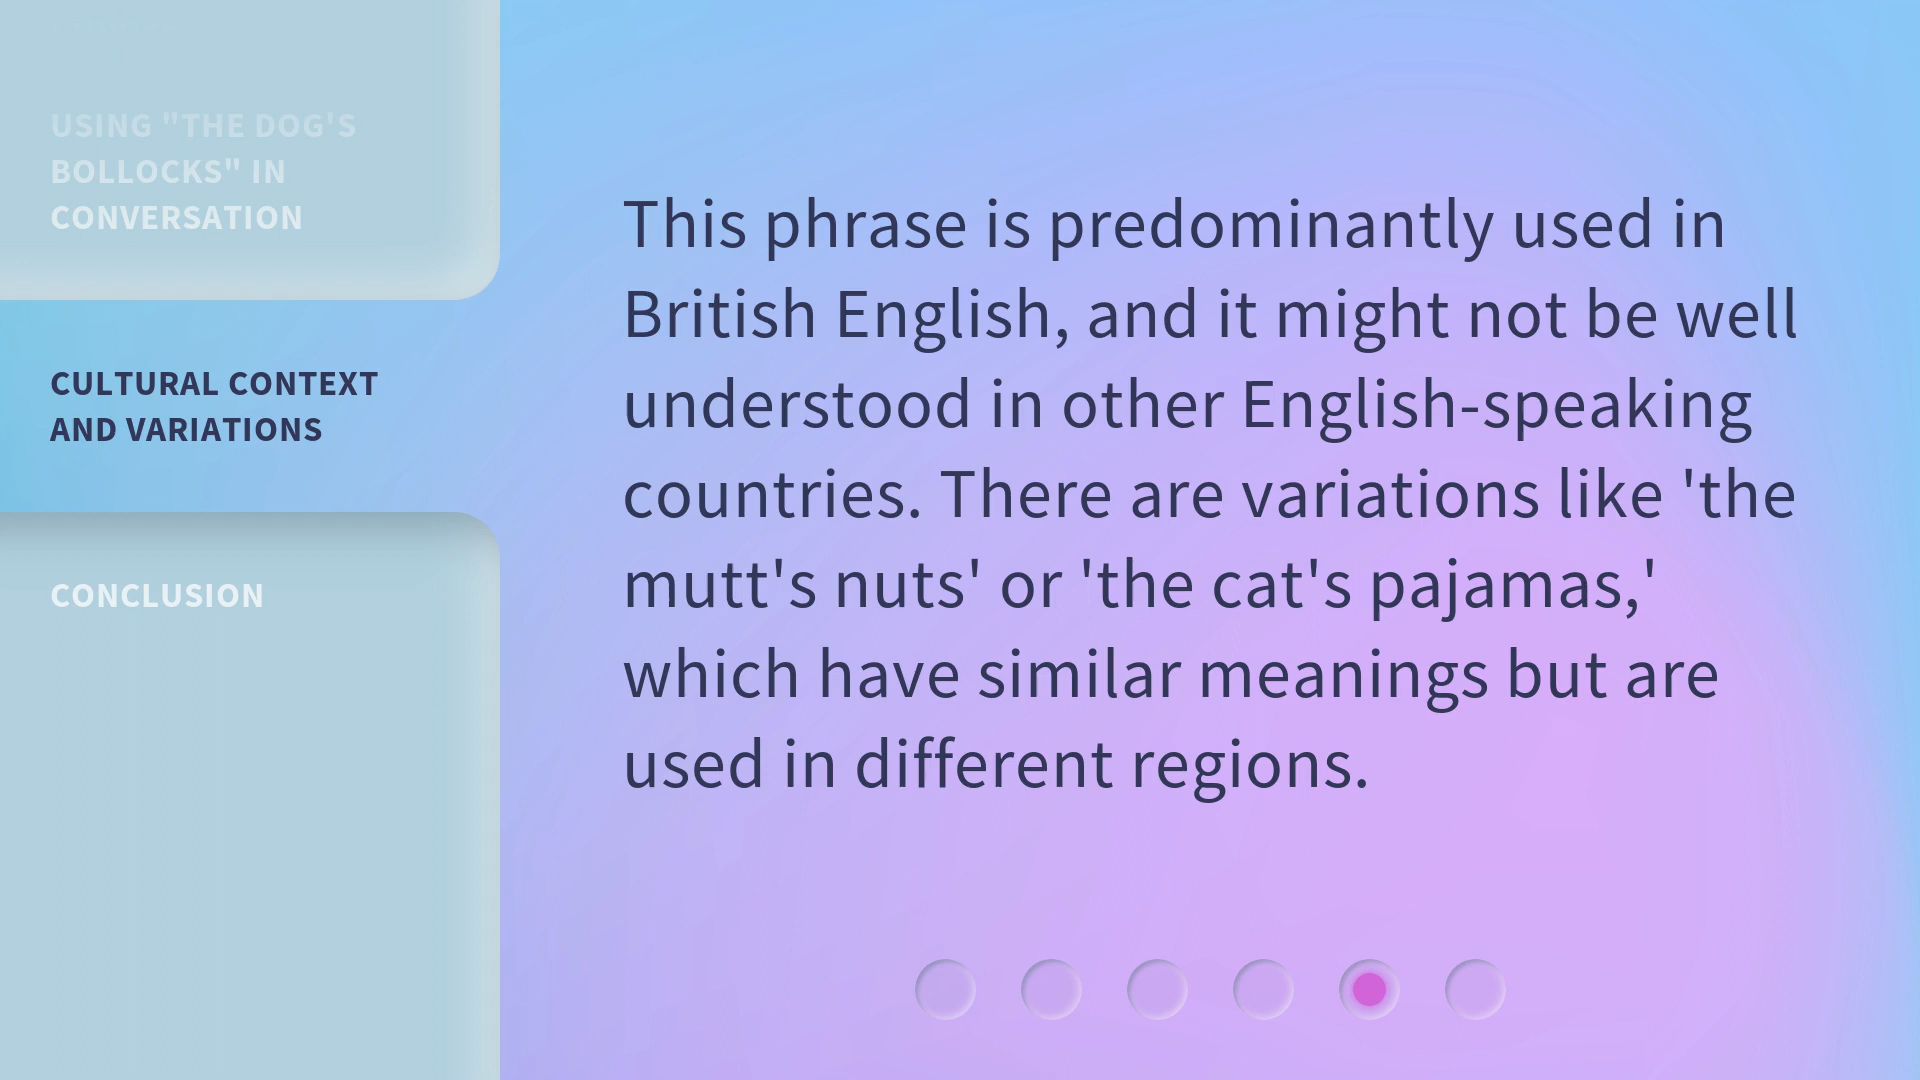 USING "THE DOG'S
BOLLOCKS" IN
CONVERSATION
CULTURAL CONTEXT
AND VARIATIONS
CONCLUSION
This phrase is predominantly used in
British English, and it might not be well
understood in other English-speaking
countries. There are variations like 'the
mutt's nuts' or 'the cat's pajamas,'
which have similar meanings but are
used in different regions.